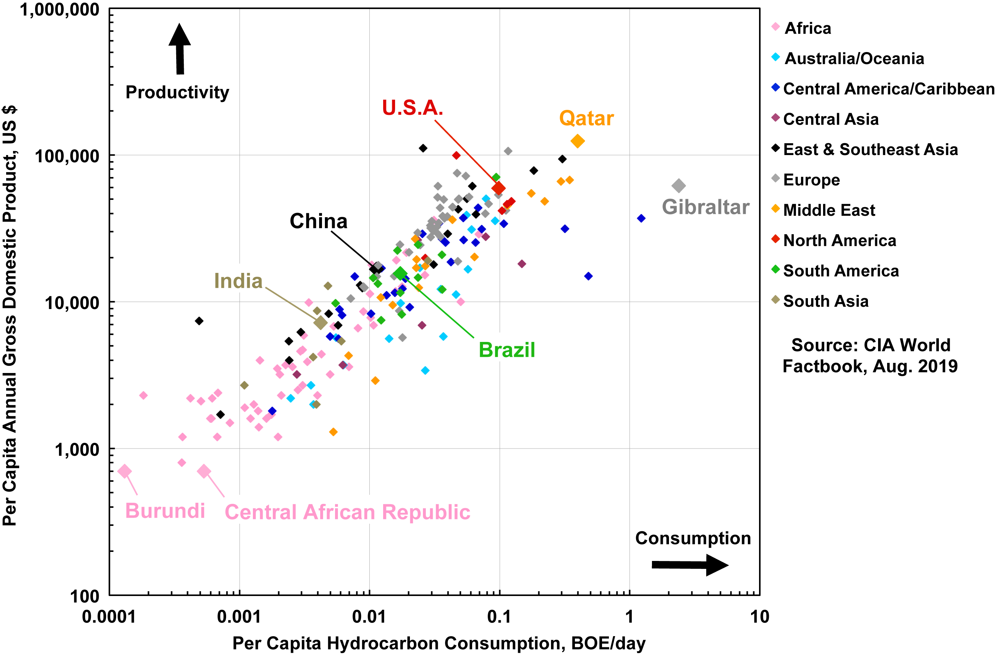 1,000,000
100,000
10,000
1,000
100
0.0001
0.001
0.01
0.1
1
10
Per Capita Annual Gross Domestic Product, US $
Per Capita Hydrocarbon Consumption, BOE/day
Productivity
U.S.A.
Qatar
Gibraltar
China
India
Brazil
Burundi
Central African Republic
Consumption
Africa
Australia/Oceania
Central America/Caribbean
Central Asia
East & Southeast Asia
Europe
Middle East
North America
South America
South Asia
Source: CIA World
Factbook, Aug. 2019